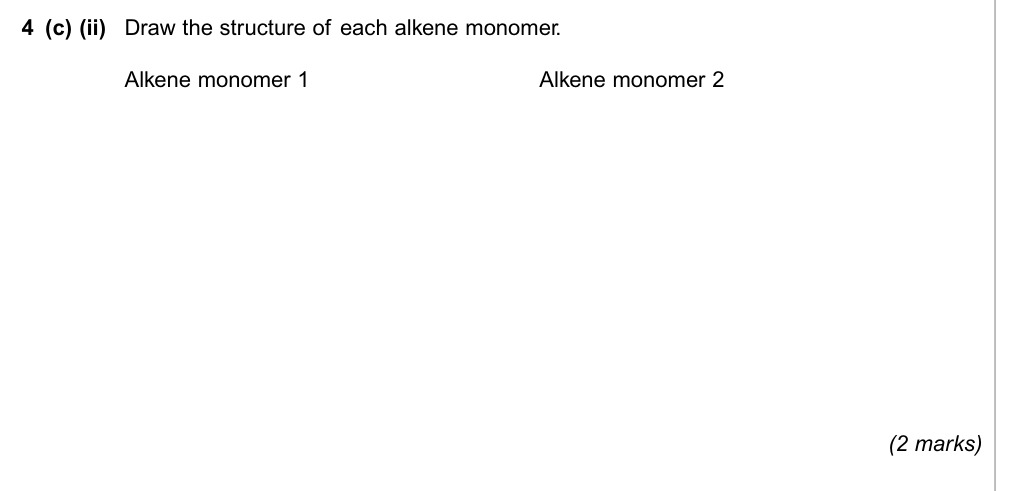 4 (c) (ii) Draw the structure of each alkene monomer.
Alkene monomer 1 Alkene monomer 2
(2 marks)